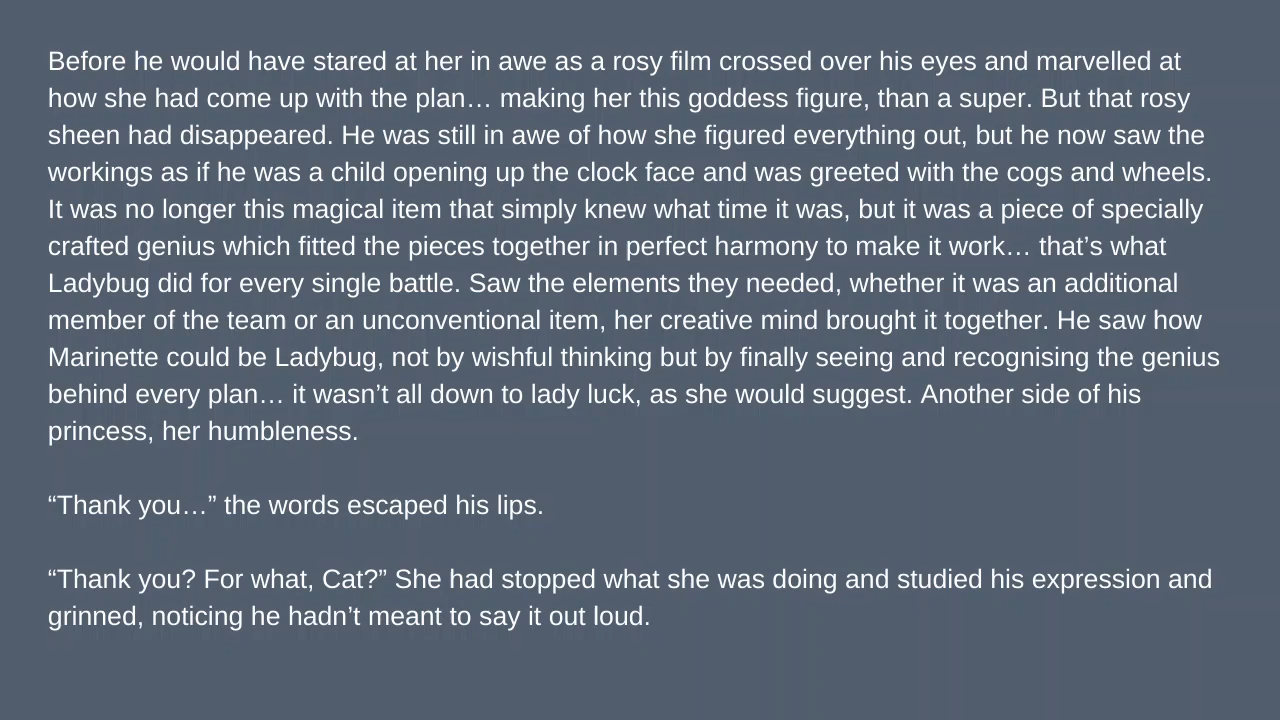 Before he would have stared at her in awe as a rosy film crossed over his eyes and marvelled at
how she had come up with the plan… making her this goddess figure, than a super. But that rosy
sheen had disappeared. He was still in awe of how she figured everything out, but he now saw the
workings as if he was a child opening up the clock face and was greeted with the cogs and wheels.
It was no longer this magical item that simply knew what time it was, but it was a piece of specially
crafted genius which fitted the pieces together in perfect harmony to make it work… that’s what
Ladybug did for every single battle. Saw the elements they needed, whether it was an additional
member of the team or an unconventional item, her creative mind brought it together. He saw how
Marinette could be Ladybug, not by wishful thinking but by finally seeing and recognising the genius
behind every plan… it wasn’t all down to lady luck, as she would suggest. Another side of his
princess, her humbleness.
“Thank you…” the words escaped his lips.
“Thank you? For what, Cat?” She had stopped what she was doing and studied his expression and
grinned, noticing he hadn’t meant to say it out loud.